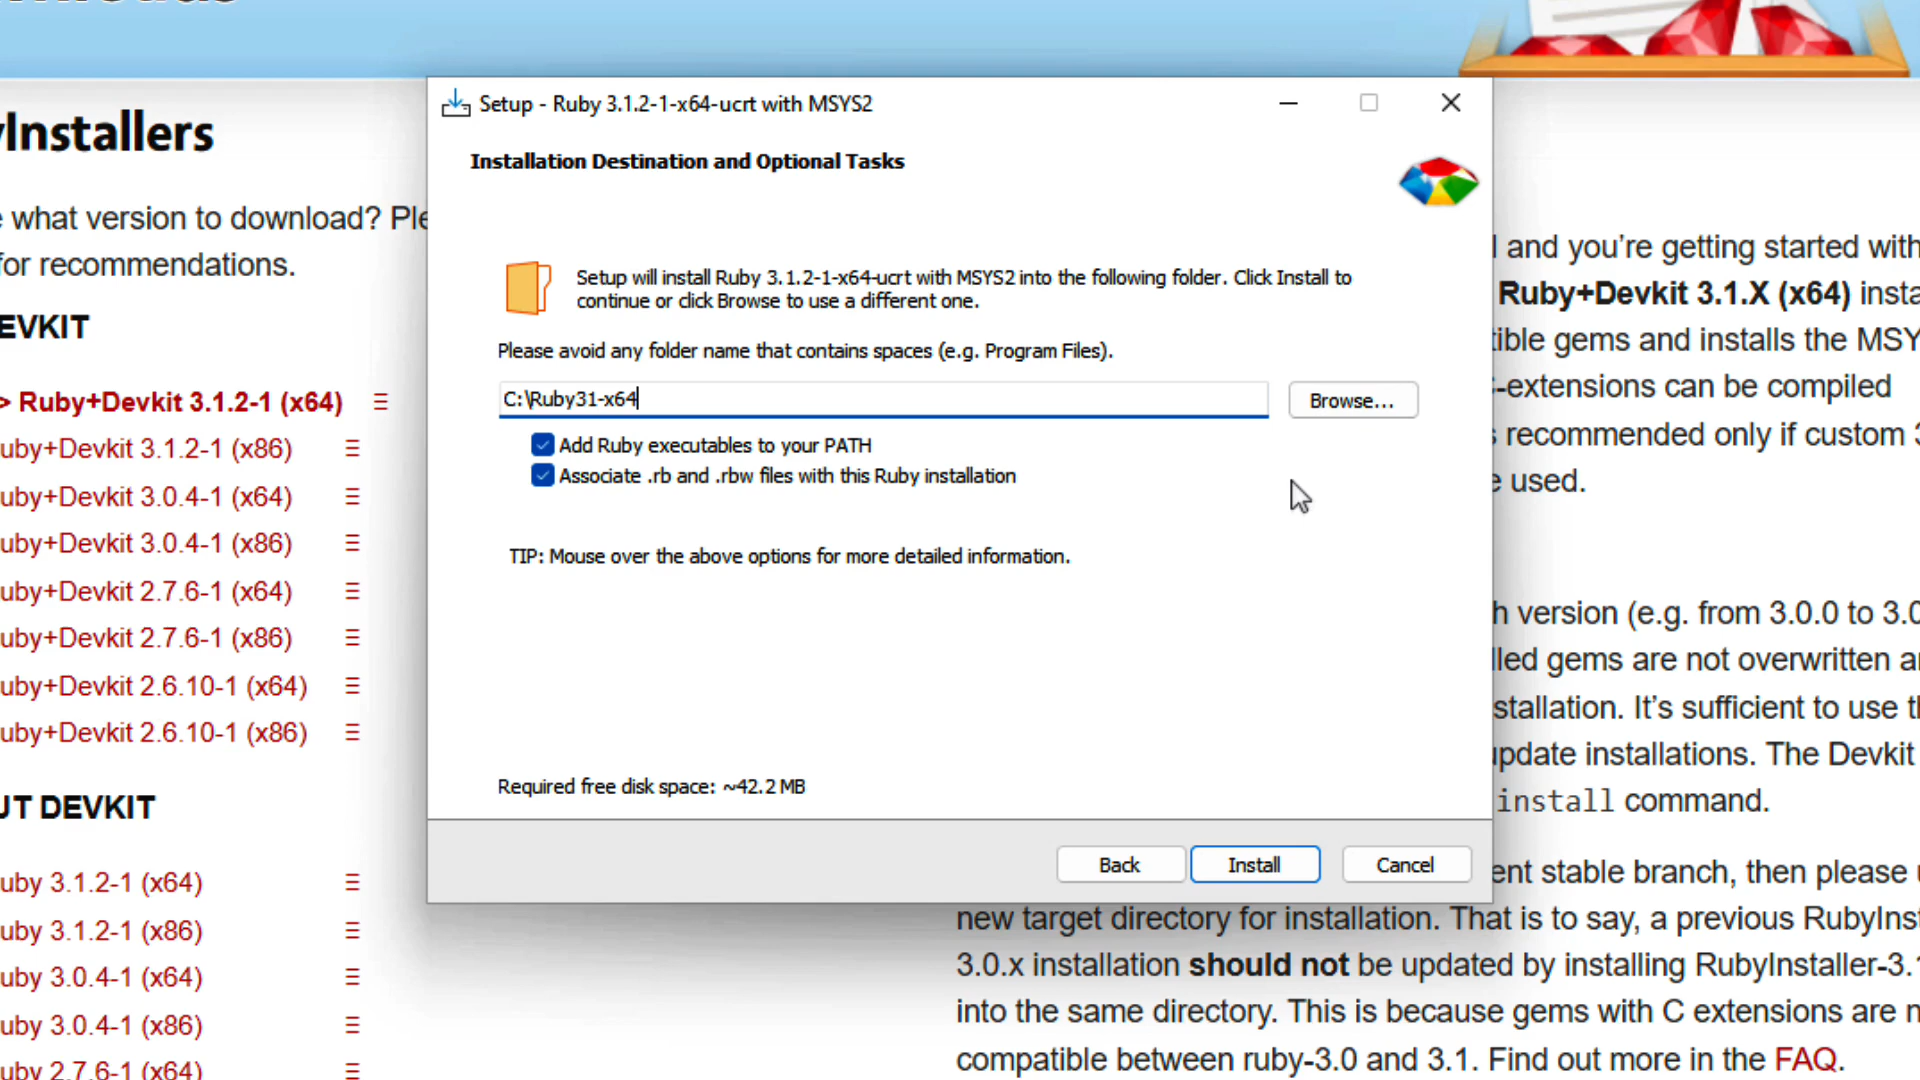 Installers
what version to download?
for recommendations.
> Ruby+Devkit 3.1.2-1 (x64)
uby+Devkit 3.1.2-1 (x86)
uby+Devkit 3.0.4-1 (x64)
uby+Devkit 3.0.4-1 (x86)
uby+Devkit 2.7.6-1 (x64)
uby+Devkit 2.7.6-1 (x86)
uby+Devkit 2.6.10-1 (x64)
uby+Devkit 2.6.10-1 (x86)
DEVKIT
uby 3.1.2-1 (x64)
uby 3.1.2-1 (x86)
uby 3.0.4-1 (x64)
uby 3.0.4-1 (x86)
uby 2.7.6-1 (x64)
Setup - Ruby 3.1.2-1-x64-ucrt with MSYS2
Installation Destination and Optional Tasks
Setup will install Ruby 3.1.2-1-x64-ucrt with MSYS2 into the following folder. Click Install to
continue or click Browse to use a different one.
Please avoid any folder name that contains spaces (e.g. Program Files).
C:\Ruby31-x64
Browse...
Add Ruby executables to your PATH
Associate .rb and .rbw files with this Ruby installation
TIP: Mouse over the above options for more detailed information.
Required free disk space: ~42.2 MB
Back
Install
Cancel
and you're getting started with
Ruby+Devkit 3.1.X (x64)
gems and installs the
C-extensions can be compiled
recommended only if custom
used.
version (e.g. from 3.0.0 to
gems are not overwritten
It's sufficient to use
update installations. The Devkit
install command.
stable branch, then please
new target directory for installation. That is to say, a previous
3.0.x installation should not be updated by installing RubyInstaller-3.1
into the same directory. This is because gems with C extensions are
compatible between ruby-3.0 and 3.1. Find out more in the FAQ.